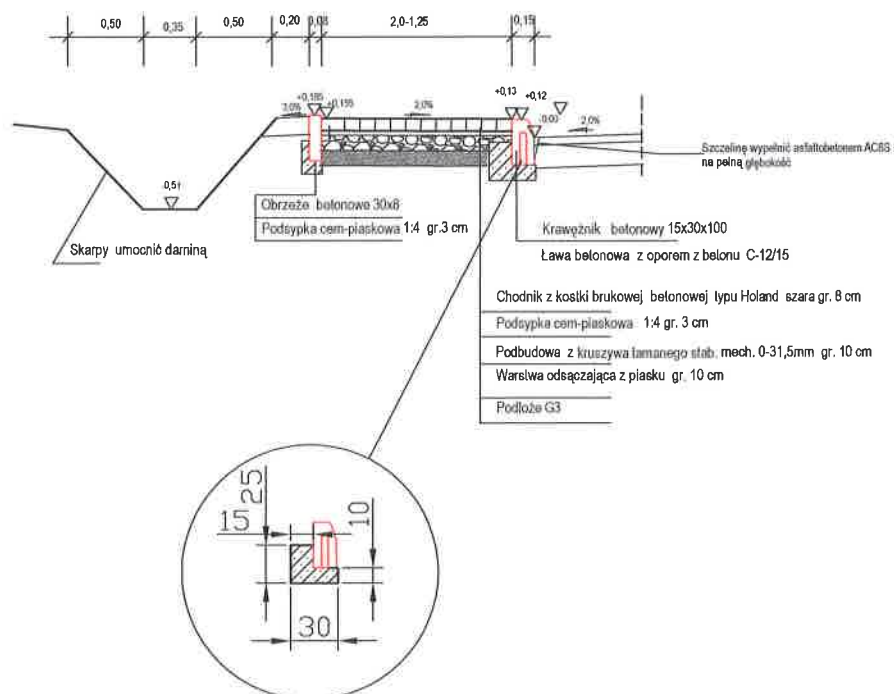 0,50 0,35 0,50 0,20 0,08 2,0-1,25 0,15
+0,185 +0,155 +0,13 +0,12
3,0% 2,0% 0,00 2,0%
Szczelinę wypełnić asfaltobetonem AC8S
na pełną głębokość
Obrzeże betonowe 30x8
Podsypka cem-piaskowa 1:4 gr.3 cm
Skarpy umocnić darniną
Krawężnik betonowy 15x30x100
Ława betonowa z oporem z betonu C-12/15
Chodnik z kostki brukowej betonowej typu Holand szara gr. 8 cm
Podsypka cem-piaskowa 1:4 gr. 3 cm
Podbudowa z kruszywa łamanego stab. mech. 0-31,5mm gr. 10 cm
Warstwa odsączająca z piasku gr. 10 cm
Podłoże G3
25
15
10
30